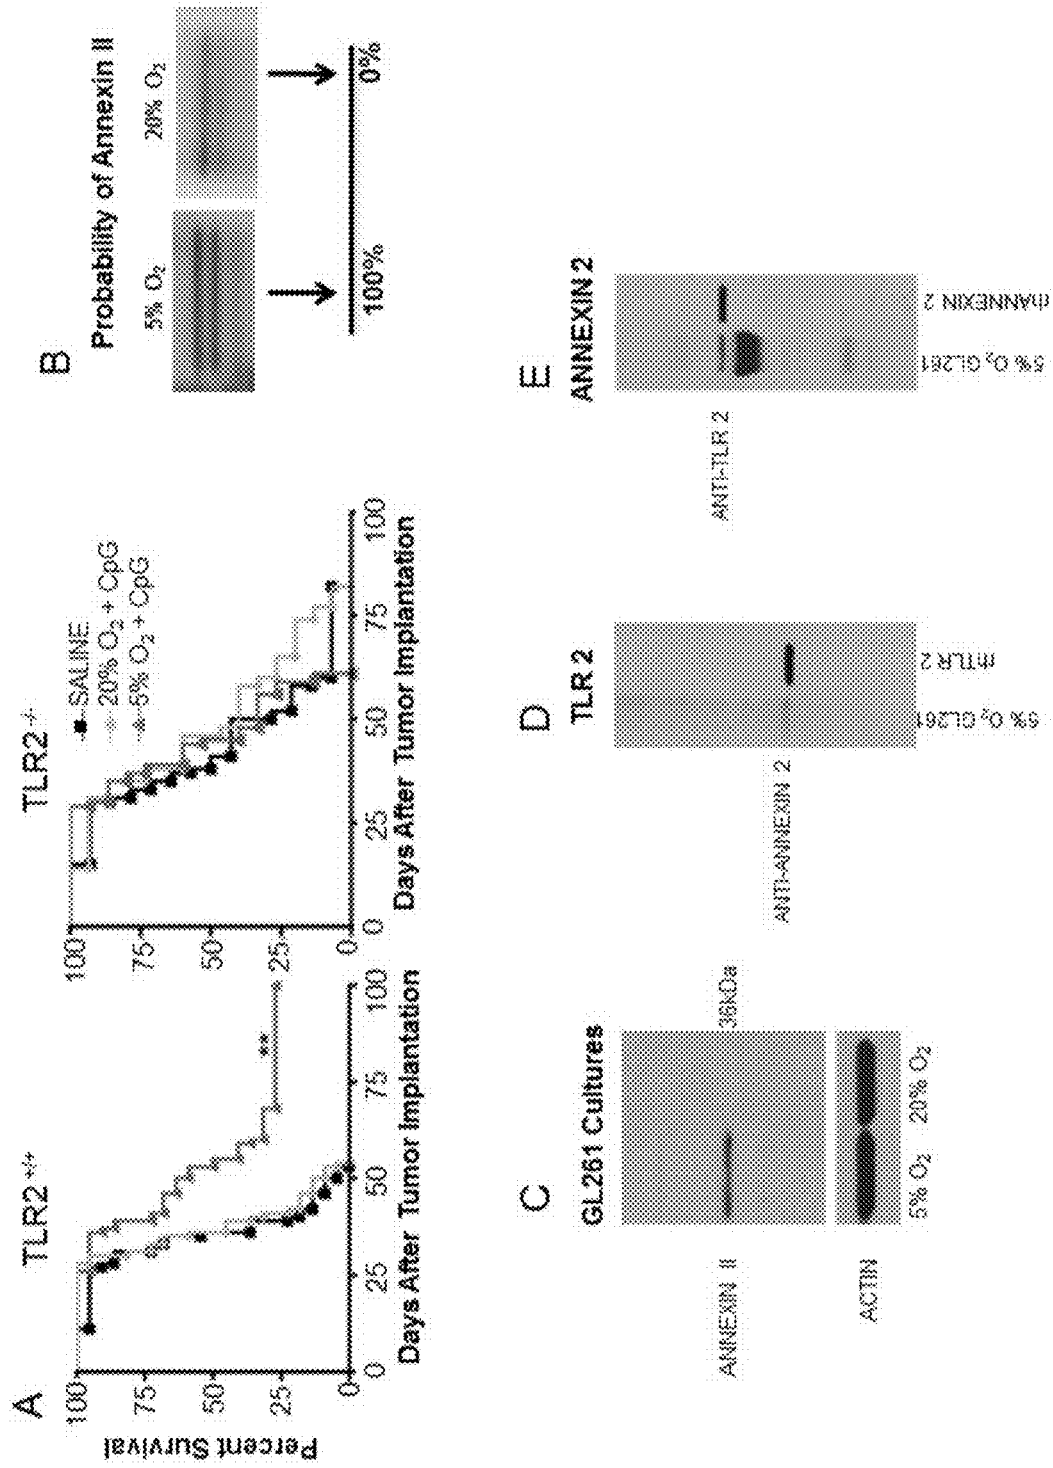 A
TLR2+/+
Percent Survival
100
75
50
25
0
0
25
50
75
100
**
Days After Tumor Implantation
TLR2-/-
SALINE
20% O2 + CpG
5% O2 + CpG
100
75
50
25
0
0
25
50
75
100
Days After Tumor Implantation
B
Probability of Annexin II
5% O2
20% O2
100%
0%
C
GL261 Cultures
ANNEXIN II
36kDa
ACTIN
5% O2
20% O2
D
TLR 2
ANTI-ANNEXIN 2
5% O2 GL261
rhTLR 2
E
ANNEXIN 2
ANTI-TLR 2
5% O2 GL261
rhANNEXIN 2